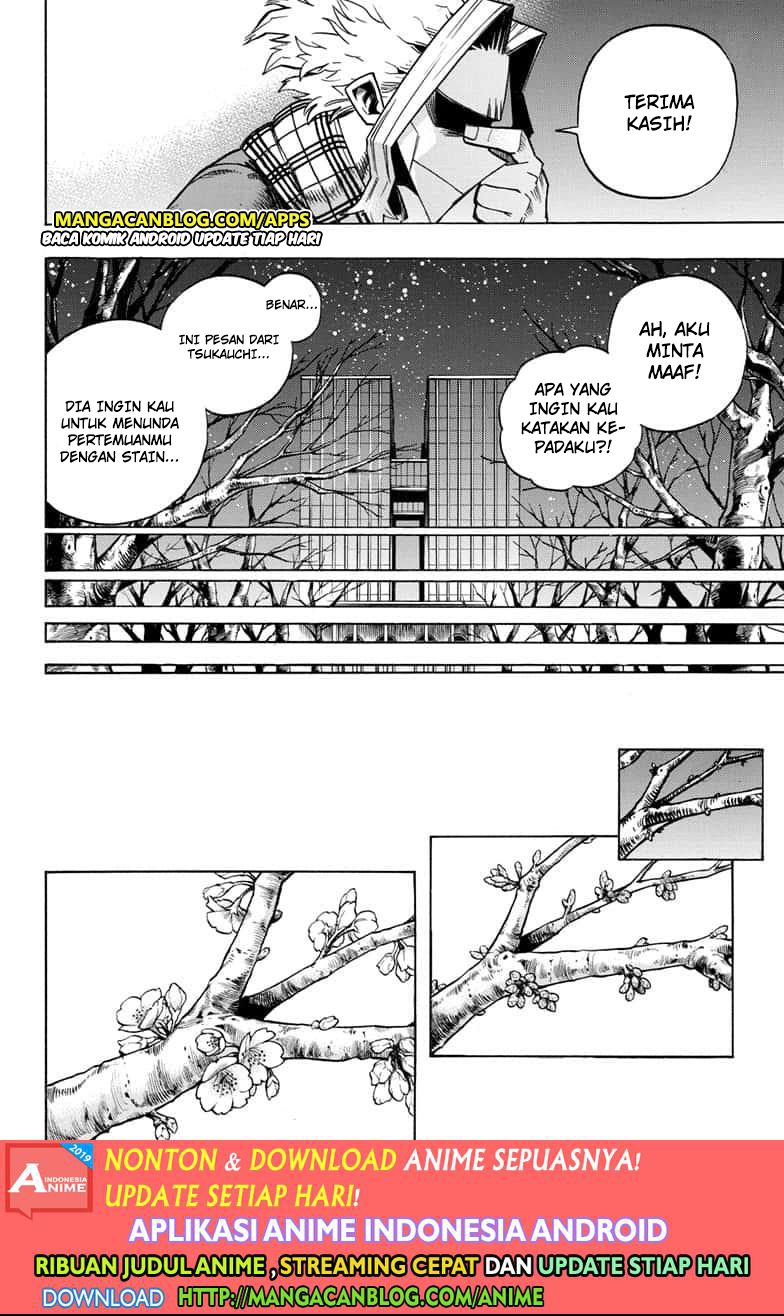 TERIMA
KASIH!
MANGACANBLOG.COM/APPS
BACA KOMIK ANDROID UPDATE TIAP HARI
AH, AKU
MINTA
MAAF!
APA YANG
INGIN KAU
KATAKAN KE-
PADAKU?!
BENAR...
INI PESAN DARI
TSUKAUCHI...
DIA INGIN KAU
UNTUK MENUNDA
PERTEMUANMU
DENGAN STAIN...
2019
INDONESIA
ANIME
NONTON & DOWNLOAD ANIME SEPUASNYA!
UPDATE SETIAP HARI!
APLIKASI ANIME INDONESIA ANDROID
RIBUAN JUDUL ANIME , STREAMING CEPAT DAN UPDATE STIAP HARI
DOWNLOAD HTTP://MANGACANBLOG.COM/ANIME